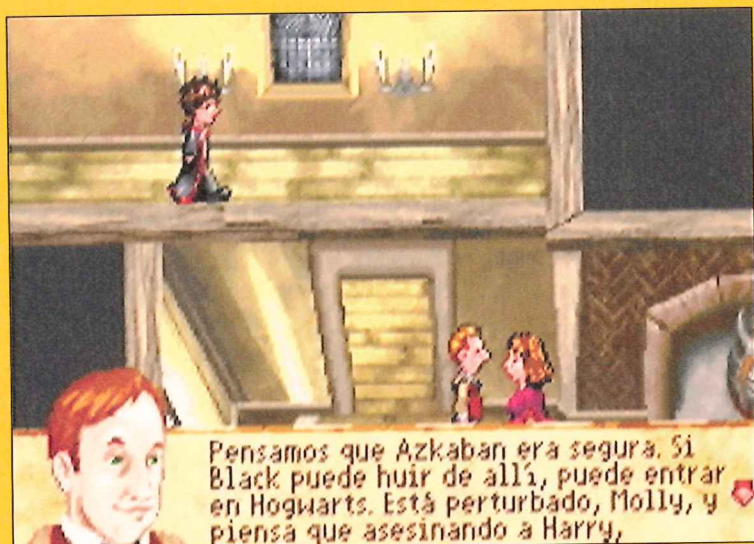 Pensamos que Azkaban era segura. Si
Black puede huir de allí, puede entrar
en Hogwarts. Está perturbado, Molly, y
piensa que asesinando a Harry,